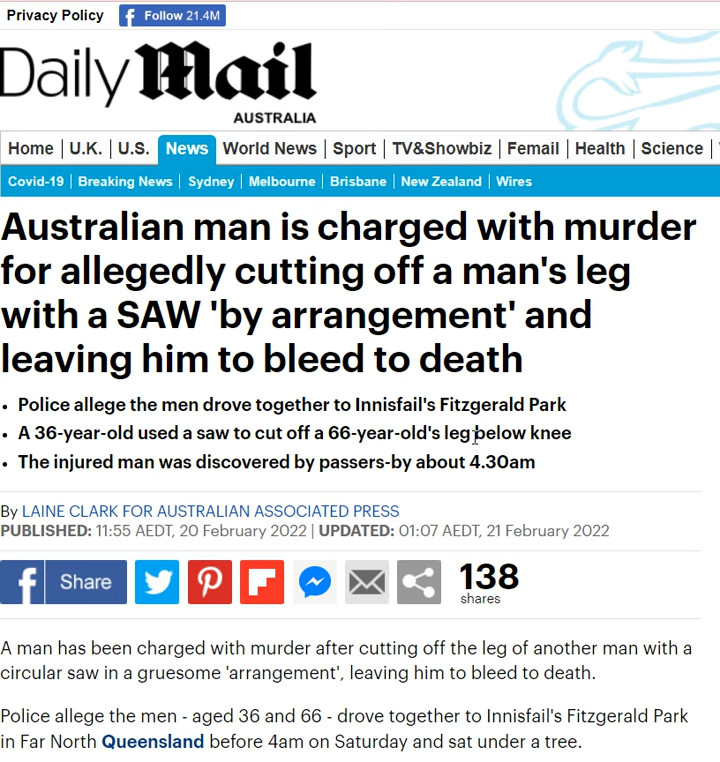 Privacy Policy f Follow 21.4M
Daily Mail
AUSTRALIA
Home | U.K. | U.S. News World News | Sport | TV&Showbiz | Femail | Health | Science |
Covid-19 | Breaking News | Sydney | Melbourne | Brisbane | New Zealand | Wires
Australian man is charged with murder
for allegedly cutting off a man's leg
with a SAW 'by arrangement' and
leaving him to bleed to death
• Police allege the men drove together to Innisfail's Fitzgerald Park
• A 36-year-old used a saw to cut off a 66-year-old's leg below knee
• The injured man was discovered by passers-by about 4.30am
By LAINE CLARK FOR AUSTRALIAN ASSOCIATED PRESS
PUBLISHED: 11:55 AEDT, 20 February 2022 | UPDATED: 01:07 AEDT, 21 February 2022
f Share 138
shares
A man has been charged with murder after cutting off the leg of another man with a
circular saw in a gruesome 'arrangement', leaving him to bleed to death.
Police allege the men - aged 36 and 66 - drove together to Innisfail's Fitzgerald Park
in Far North Queensland before 4am on Saturday and sat under a tree.